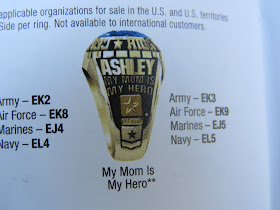 applicable organizations for sale in the U.S. and U.S. territories
Side per ring. Not available to international customers.
ASHLEY
MY MOM IS
MY HERO
Army – EK2
Air Force – EK8
Marines – EJ4
Navy – EL4
Army – EK3
Air Force – EK9
Marines – EJ5
Navy – EL5
My Mom Is
My Hero**